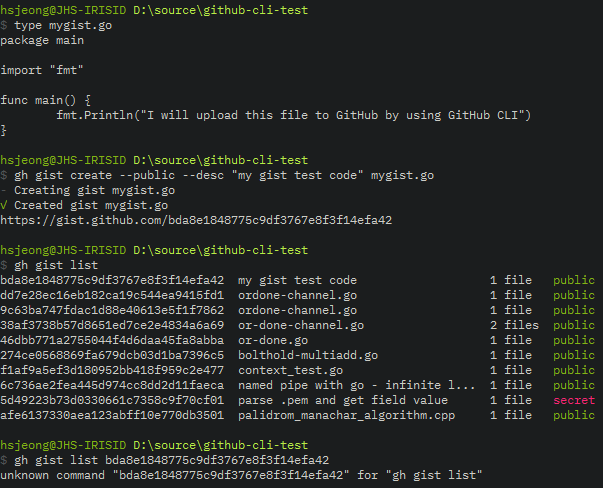 hsjeong@JHS-IRISID D:\source\github-cli-test
$ type mygist.go
package main

import "fmt"

func main() {
        fmt.Println("I will upload this file to GitHub by using GitHub CLI")
}

hsjeong@JHS-IRISID D:\source\github-cli-test
$ gh gist create --public --desc "my gist test code" mygist.go
- Creating gist mygist.go
√ Created gist mygist.go
https://gist.github.com/bda8e1848775c9df3767e8f3f14efa42

hsjeong@JHS-IRISID D:\source\github-cli-test
$ gh gist list
bda8e1848775c9df3767e8f3f14efa42  my gist test code                   1 file   public
dd7e28ec16eb182ca19c544ea9415fd1  ordone-channel.go                   1 file   public
9c63ba747fdac1d88e40613e5f1f7862  ordone-channel.go                   1 file   public
38af3738b57d8651ed7ce2e4834a6a69  or-done-channel.go                  2 files  public
46dbb771a2755044f4d6daa45fa8abba  or-done.go                          1 file   public
274ce0568869fa679dcb03d1ba7396c5  bolthold-multiadd.go                1 file   public
f1af9a5ef3d180952bb418f959c2e477  context_test.go                     1 file   public
6c736ae2fea445d974cc8dd2d11faeca  named pipe with go - infinite l...  1 file   public
5d49223b73d0330661c7358c9f70cf01  parse .pem and get field value      1 file   secret
afe6137330aea123abff10e770db3501  palidrom_manachar_algorithm.cpp     1 file   public

hsjeong@JHS-IRISID D:\source\github-cli-test
$ gh gist list bda8e1848775c9df3767e8f3f14efa42
unknown command "bda8e1848775c9df3767e8f3f14efa42" for "gh gist list"